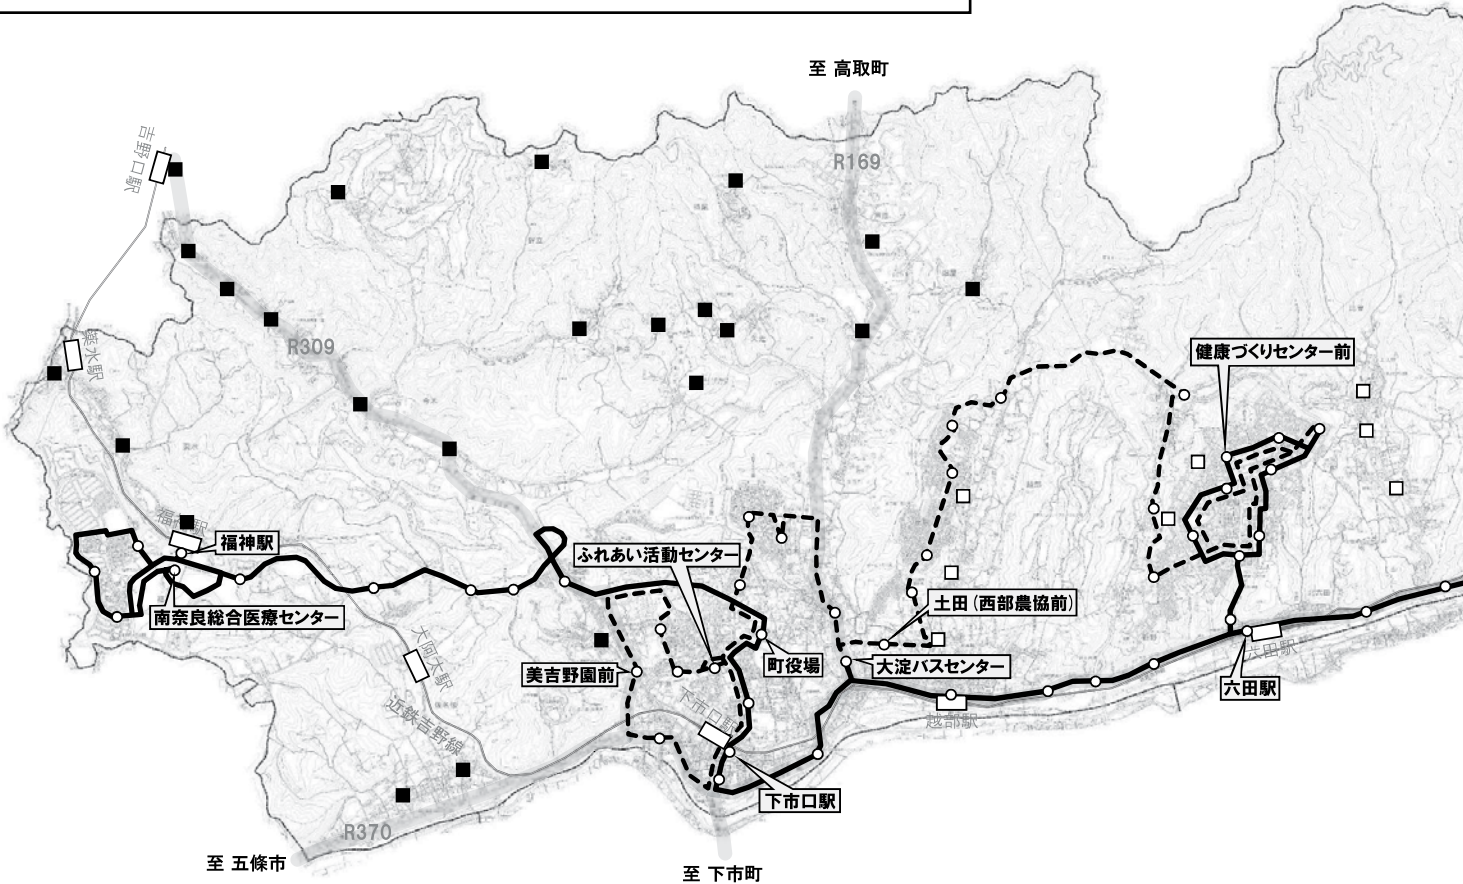 至 高取町
吉野口駅
R169
R309
薬水駅
健康づくりセンター前
福神駅
福神駅
ふれあい活動センター
南奈良総合医療センター
土田（西部農協前）
大阿太駅
美吉野園前
町役場
大淀バスセンター
六田駅
六田駅
下市口駅
越部駅
近鉄吉野線
下市口駅
R370
至 五條市
至 下市町